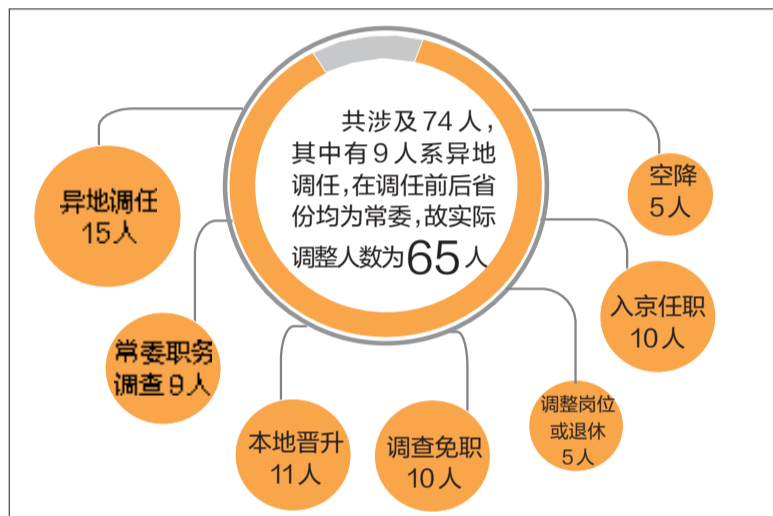 共涉及74人，
其中有9人系异地
调任，在调任前后省
份均为常委，故实际
调整人数为65人
异地调任
15人
常委职务
调查9人
本地晋升
11人
调查免职
10人
调整岗位
或退休
5人
入京任职
10人
空降
5人